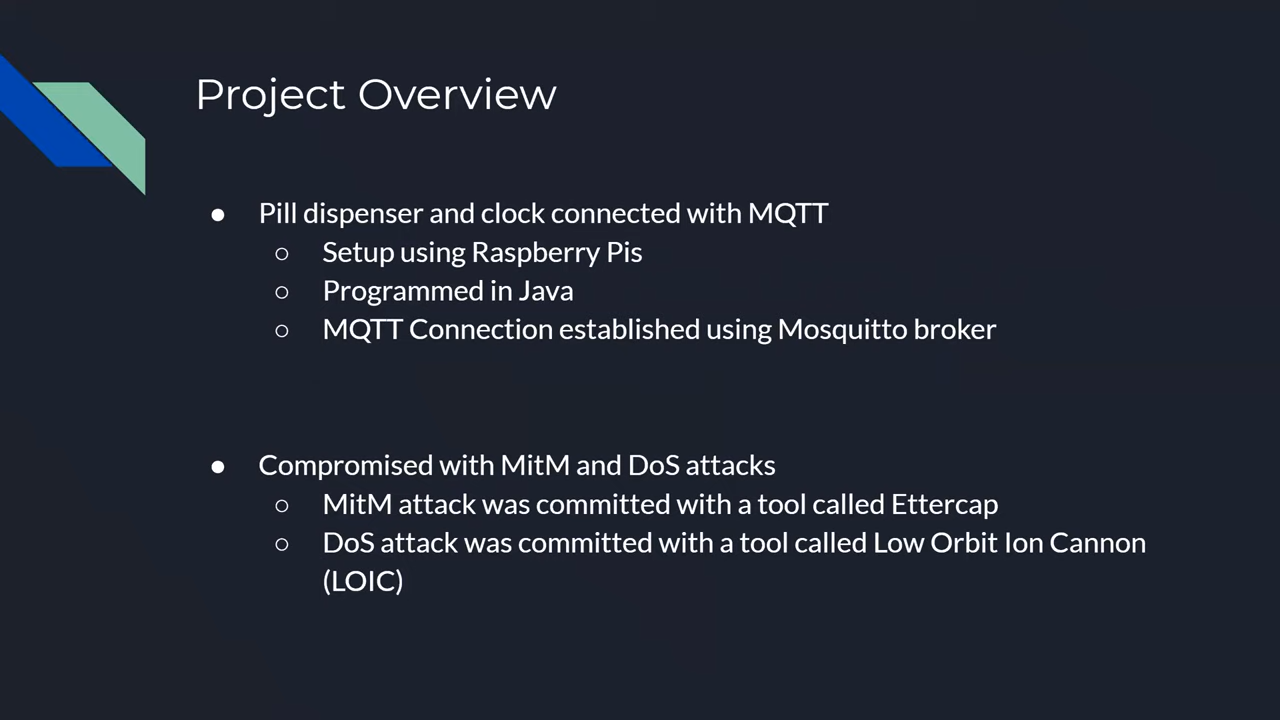 Project Overview
● Pill dispenser and clock connected with MQTT
○ Setup using Raspberry Pis
○ Programmed in Java
○ MQTT Connection established using Mosquitto broker
● Compromised with MitM and DoS attacks
○ MitM attack was committed with a tool called Ettercap
○ DoS attack was committed with a tool called Low Orbit Ion Cannon
(LOIC)